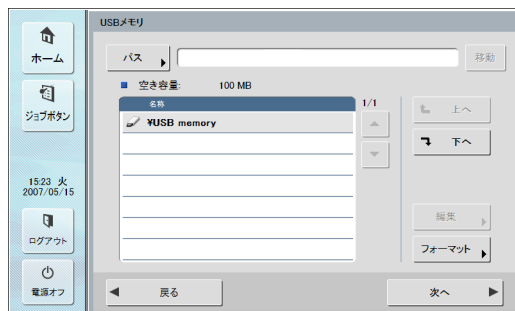 USBメモリ
ホーム
パス
移動
空き容量:
100 MB
名称
1/1
¥USB memory
上へ
ジョブボタン
下へ
15:23 火
2007/05/15
編集
ログアウト
フォーマット
電源オフ
戻る
次へ